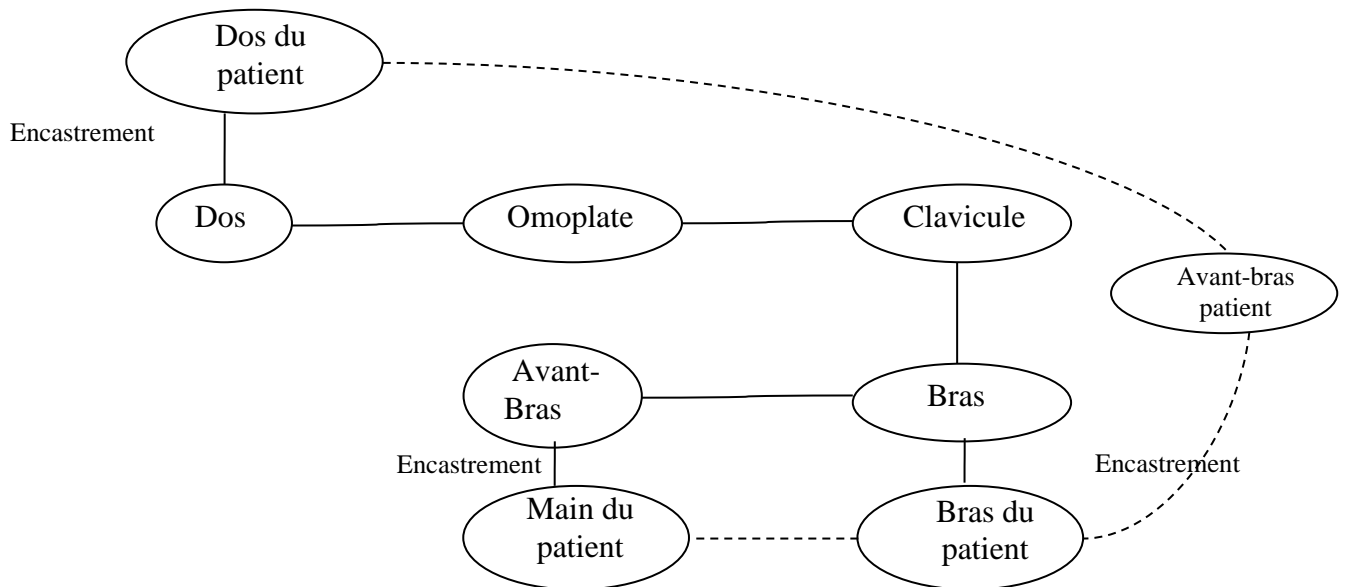 Dos du
patient
Encastrement
Dos
Omoplate
Clavicule
Avant-bras
patient
Avant-
Bras
Bras
Encastrement
Encastrement
Main du
patient
Bras du
patient